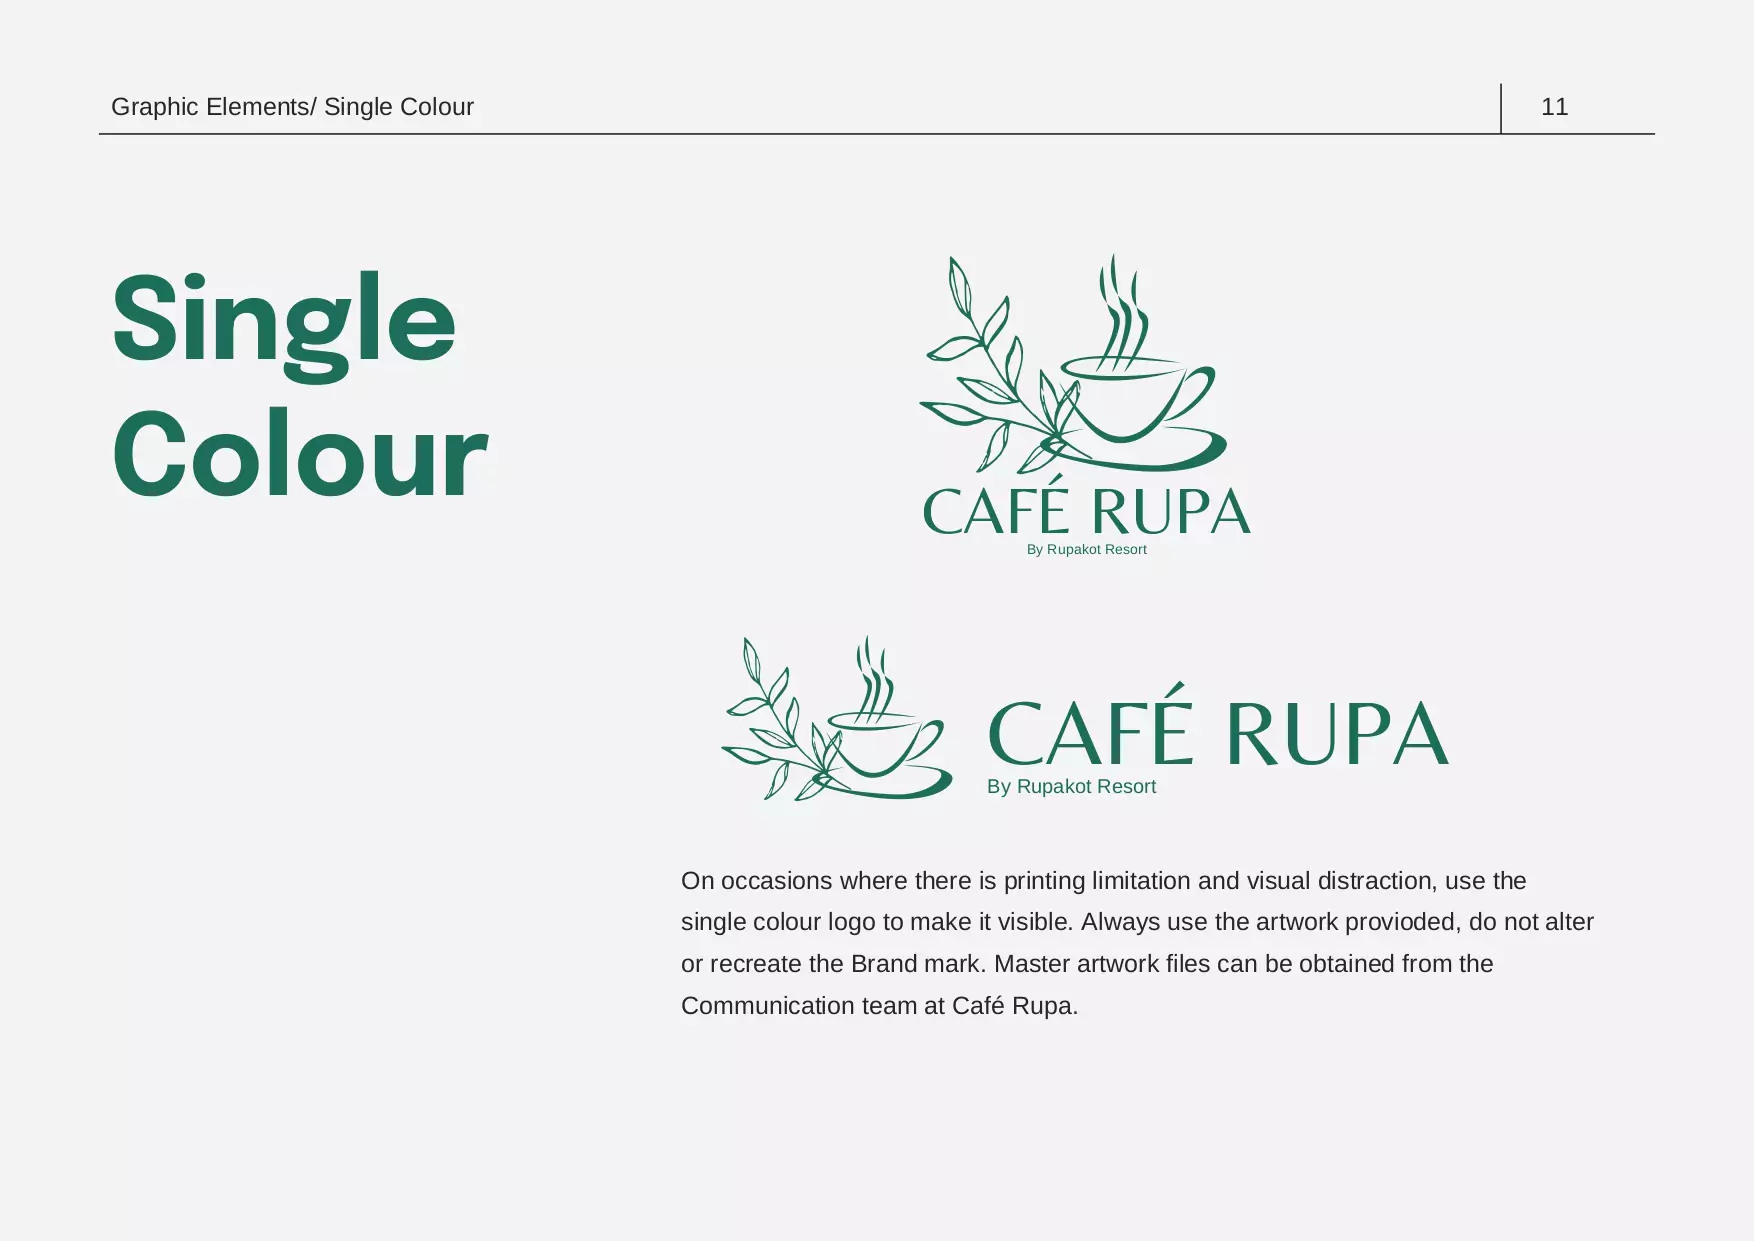 Graphic Elements/ Single Colour
11
Single
Colour
CAFÉ RUPA
By Rupakot Resort
CAFÉ RUPA
By Rupakot Resort
On occasions where there is printing limitation and visual distraction, use the
single colour logo to make it visible. Always use the artwork provioded, do not alter
or recreate the Brand mark. Master artwork files can be obtained from the
Communication team at Café Rupa.